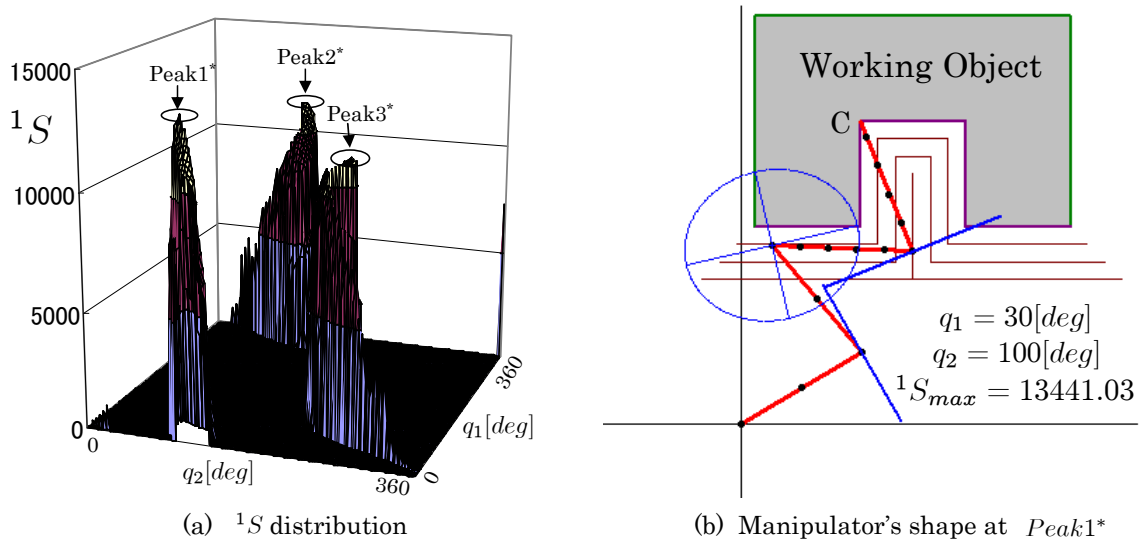 15000
10000
5000
0
¹S
Peak1*
Peak2*
Peak3*
0
q₂[deg]
360
0
q₁[deg]
360
(a) ¹S distribution
Working Object
C
q₁ = 30[deg]
q₂ = 100[deg]
¹Sₘₐₓ = 13441.03
(b) Manipulator's shape at Peak1*